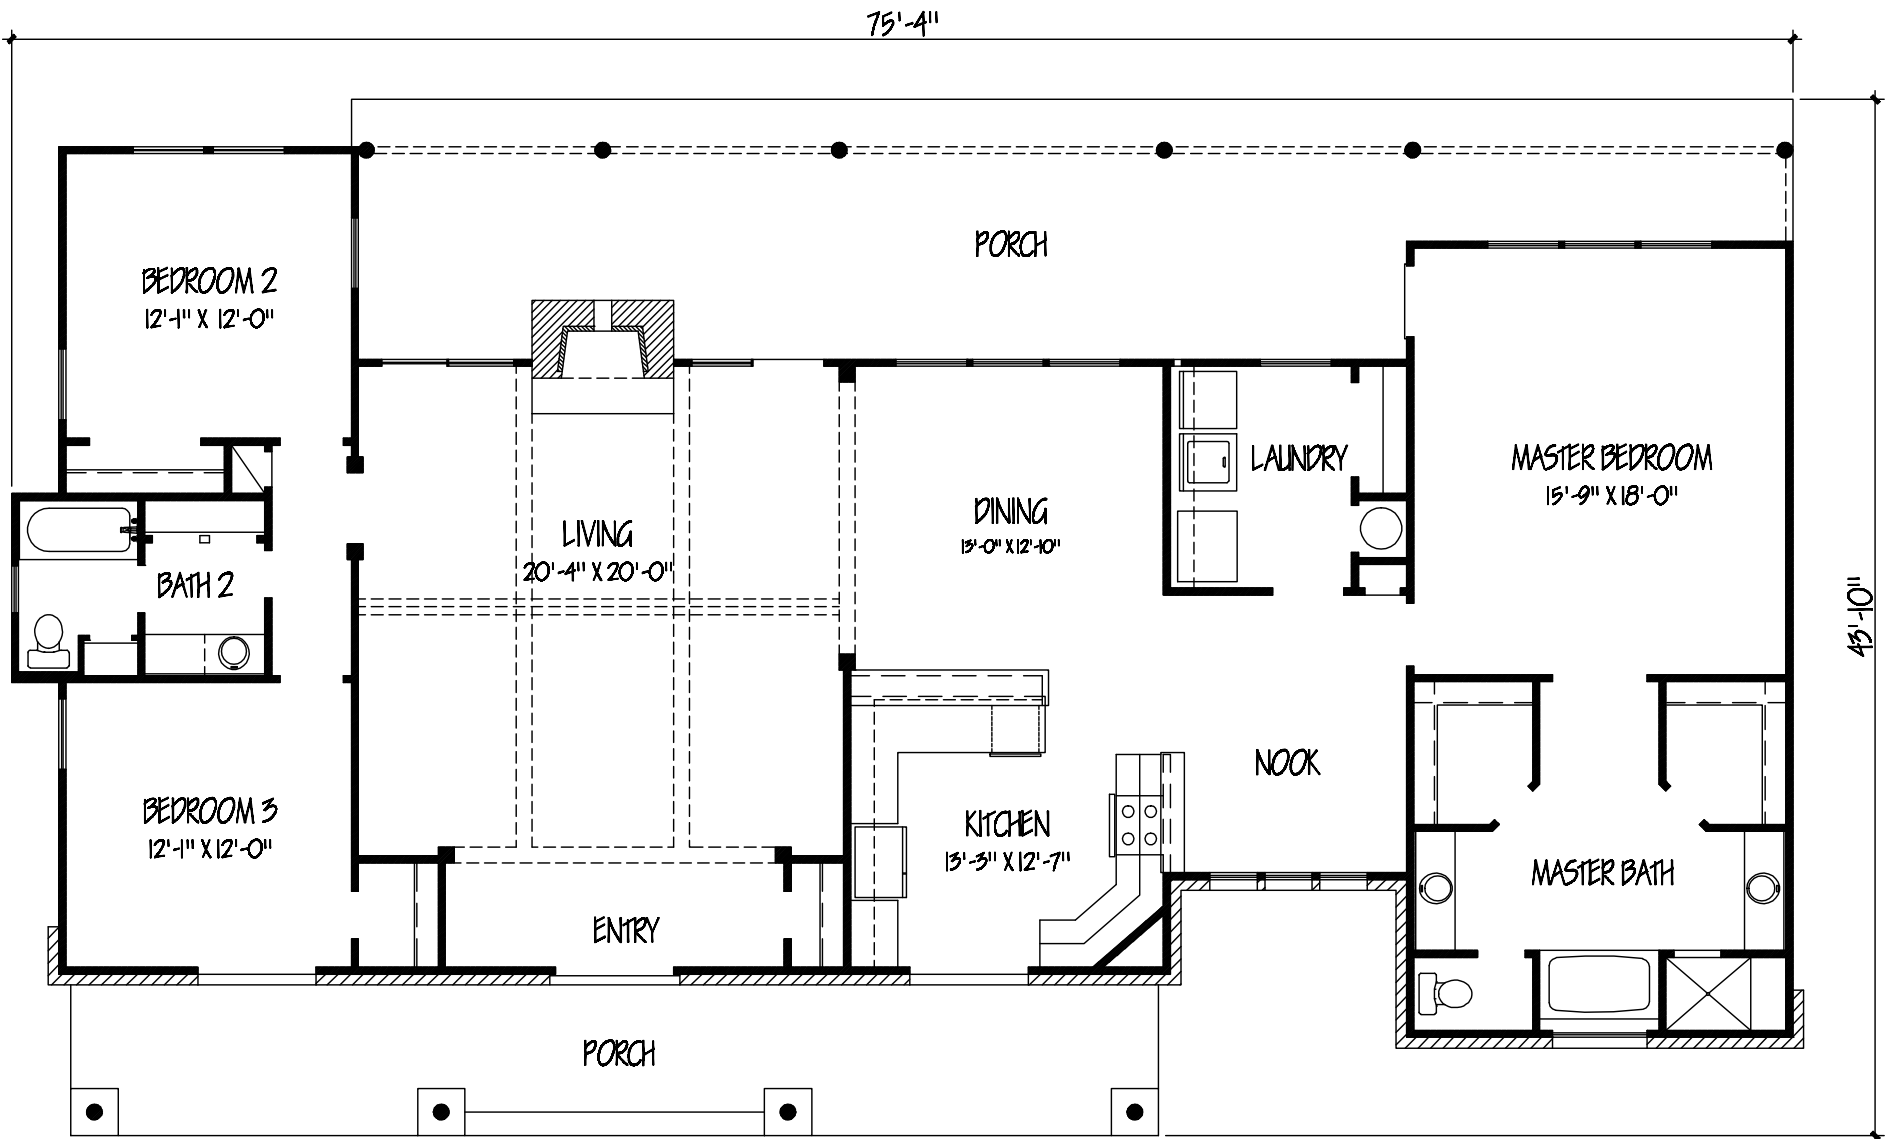 75'-4"
PORCH
BEDROOM 2
12'-1" X 12'-0"
MASTER BEDROOM
15'-9" X 18'-0"
LAUNDRY
DINING
13'-0" X 12'-10"
LIVING
20'-4" X 20'-0"
BATH 2
43'-10"
NOOK
BEDROOM 3
12'-1" X 12'-0"
KITCHEN
13'-3" X 12'-7"
MASTER BATH
ENTRY
PORCH